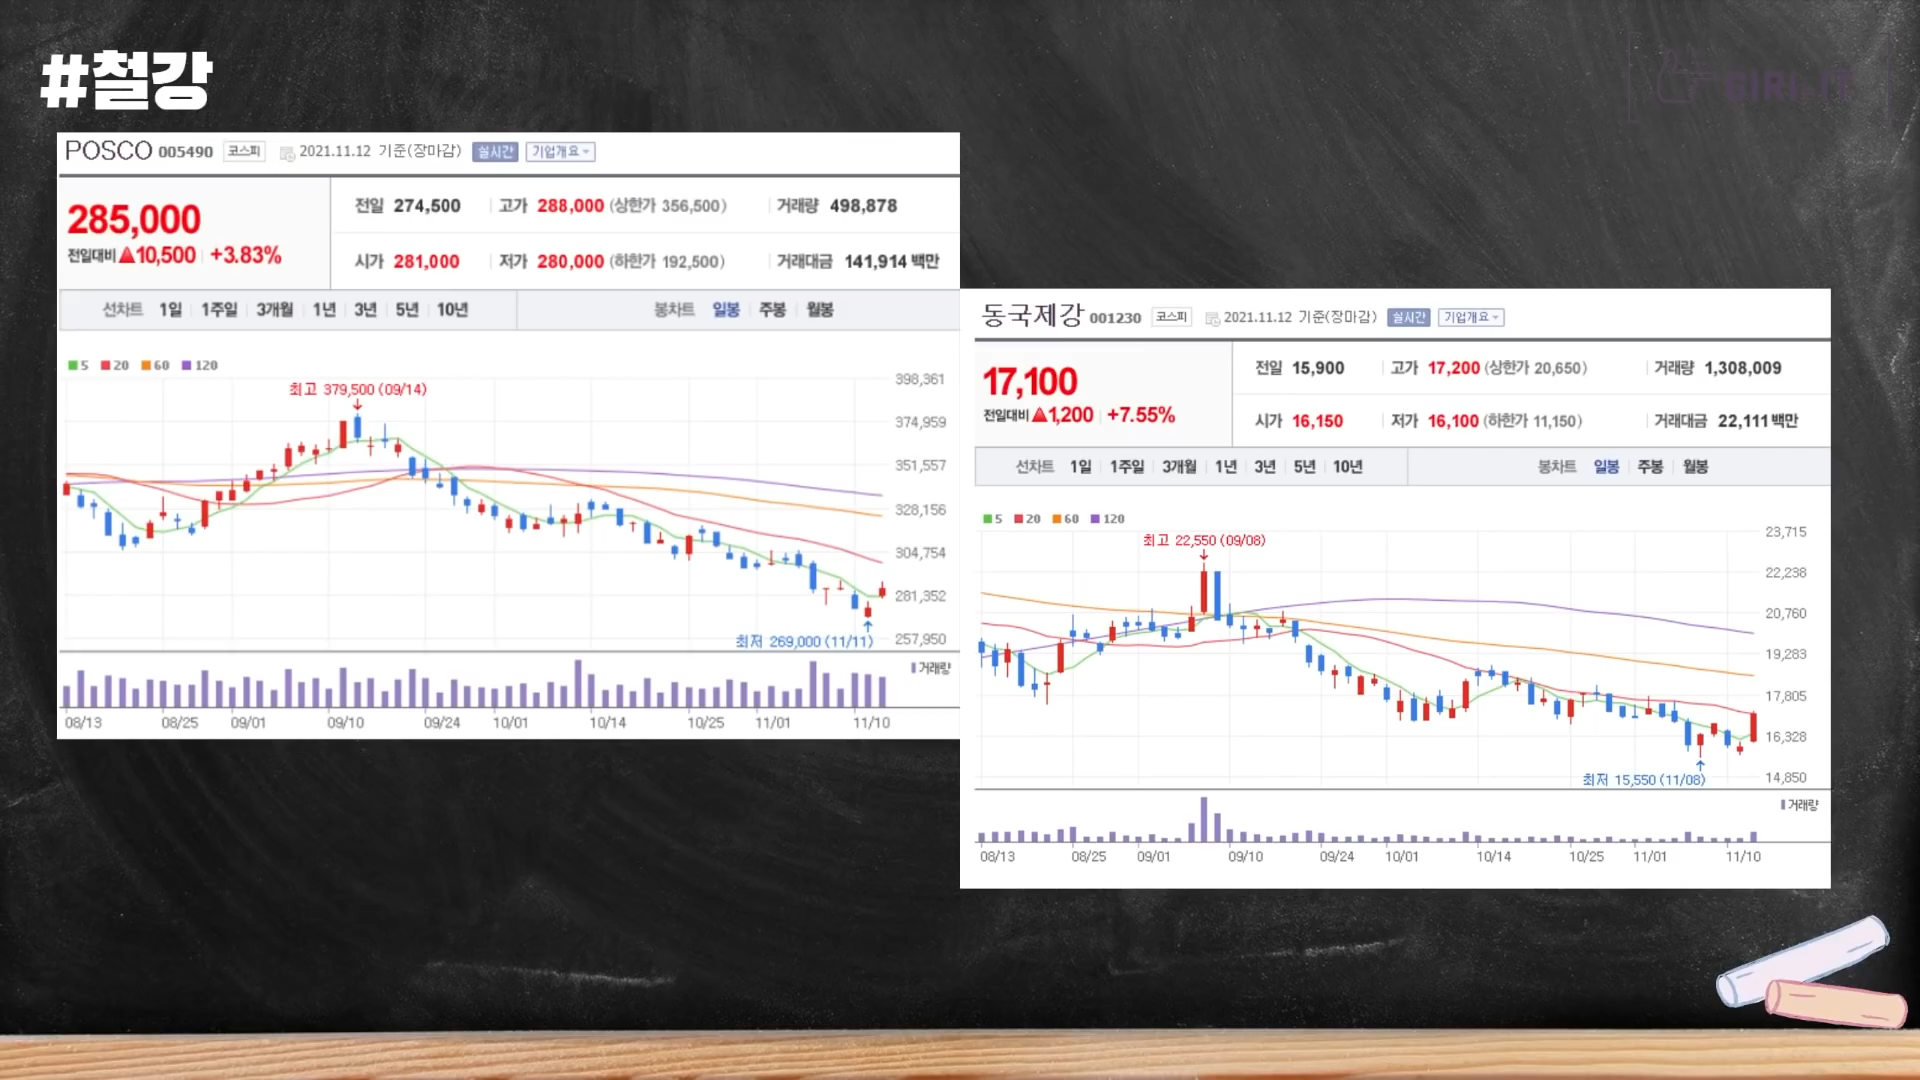 #철강
POSCO 005490 코스피 2021.11.12 기준(장마감) 실시간 기업개요
285,000
전일대비 ▲10,500 +3.83%
전일 274,500 고가 288,000 (상한가 356,500) 거래량 498,878
시가 281,000 저가 280,000 (하한가 192,500) 거래대금 141,914 백만
선차트 1일 1주일 3개월 1년 3년 5년 10년 봉차트 일봉 주봉 월봉
5 20 60 120
최고 379,500 (09/14)
398,361
374,959
351,557
328,156
304,754
281,352
257,950
최저 269,000 (11/11)
거래량
08/13 08/25 09/01 09/10 09/24 10/01 10/14 10/25 11/01 11/10
동국제강 001230 코스피 2021.11.12 기준(장마감) 실시간 기업개요
17,100
전일대비 ▲1,200 +7.55%
전일 15,900 고가 17,200 (상한가 20,650) 거래량 1,308,009
시가 16,150 저가 16,100 (하한가 11,150) 거래대금 22,111 백만
선차트 1일 1주일 3개월 1년 3년 5년 10년 봉차트 일봉 주봉 월봉
5 20 60 120
최고 22,550 (09/08)
23,715
22,238
20,760
19,283
17,805
16,328
14,850
최저 15,550 (11/08)
거래량
08/13 08/25 09/01 09/10 09/24 10/01 10/14 10/25 11/01 11/10